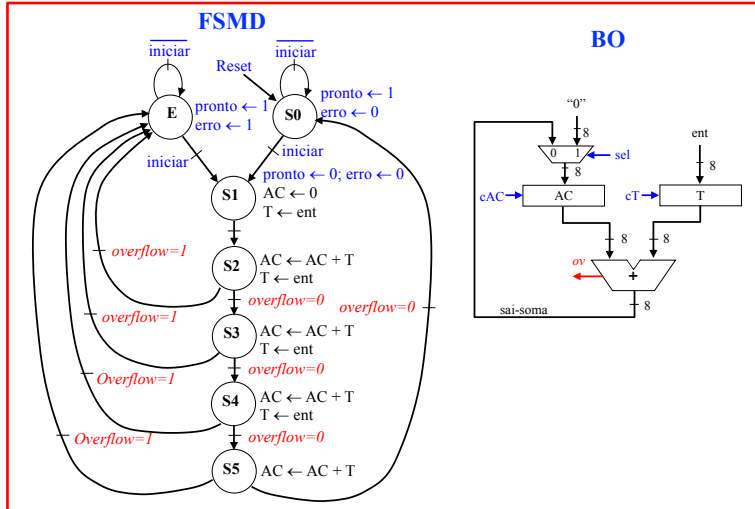 FSMD
BO
iniciar
iniciar
Reset
E
pronto ← 1
erro ← 1
S0
pronto ← 1
erro ← 0
iniciar
iniciar
pronto ← 0; erro ← 0
S1
AC ← 0
T ← ent
overflow=1
S2
AC ← AC + T
T ← ent
overflow=0
overflow=0
overflow=1
S3
AC ← AC + T
T ← ent
overflow=0
Overflow=1
S4
AC ← AC + T
T ← ent
overflow=0
Overflow=1
S5
AC ← AC + T
“0”
8
ent
0 1
sel
8
8
cAC
AC
cT
T
8
8
ov
+
sai-soma
8